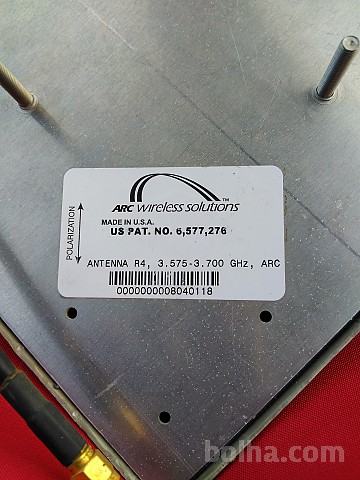 ARC wireless solutions™
MADE IN U.S.A.
US PAT. NO. 6,577,276
POLARIZATION
ANTENNA R4, 3.575-3.700 GHz, ARC
0000000008040118
bolha.com